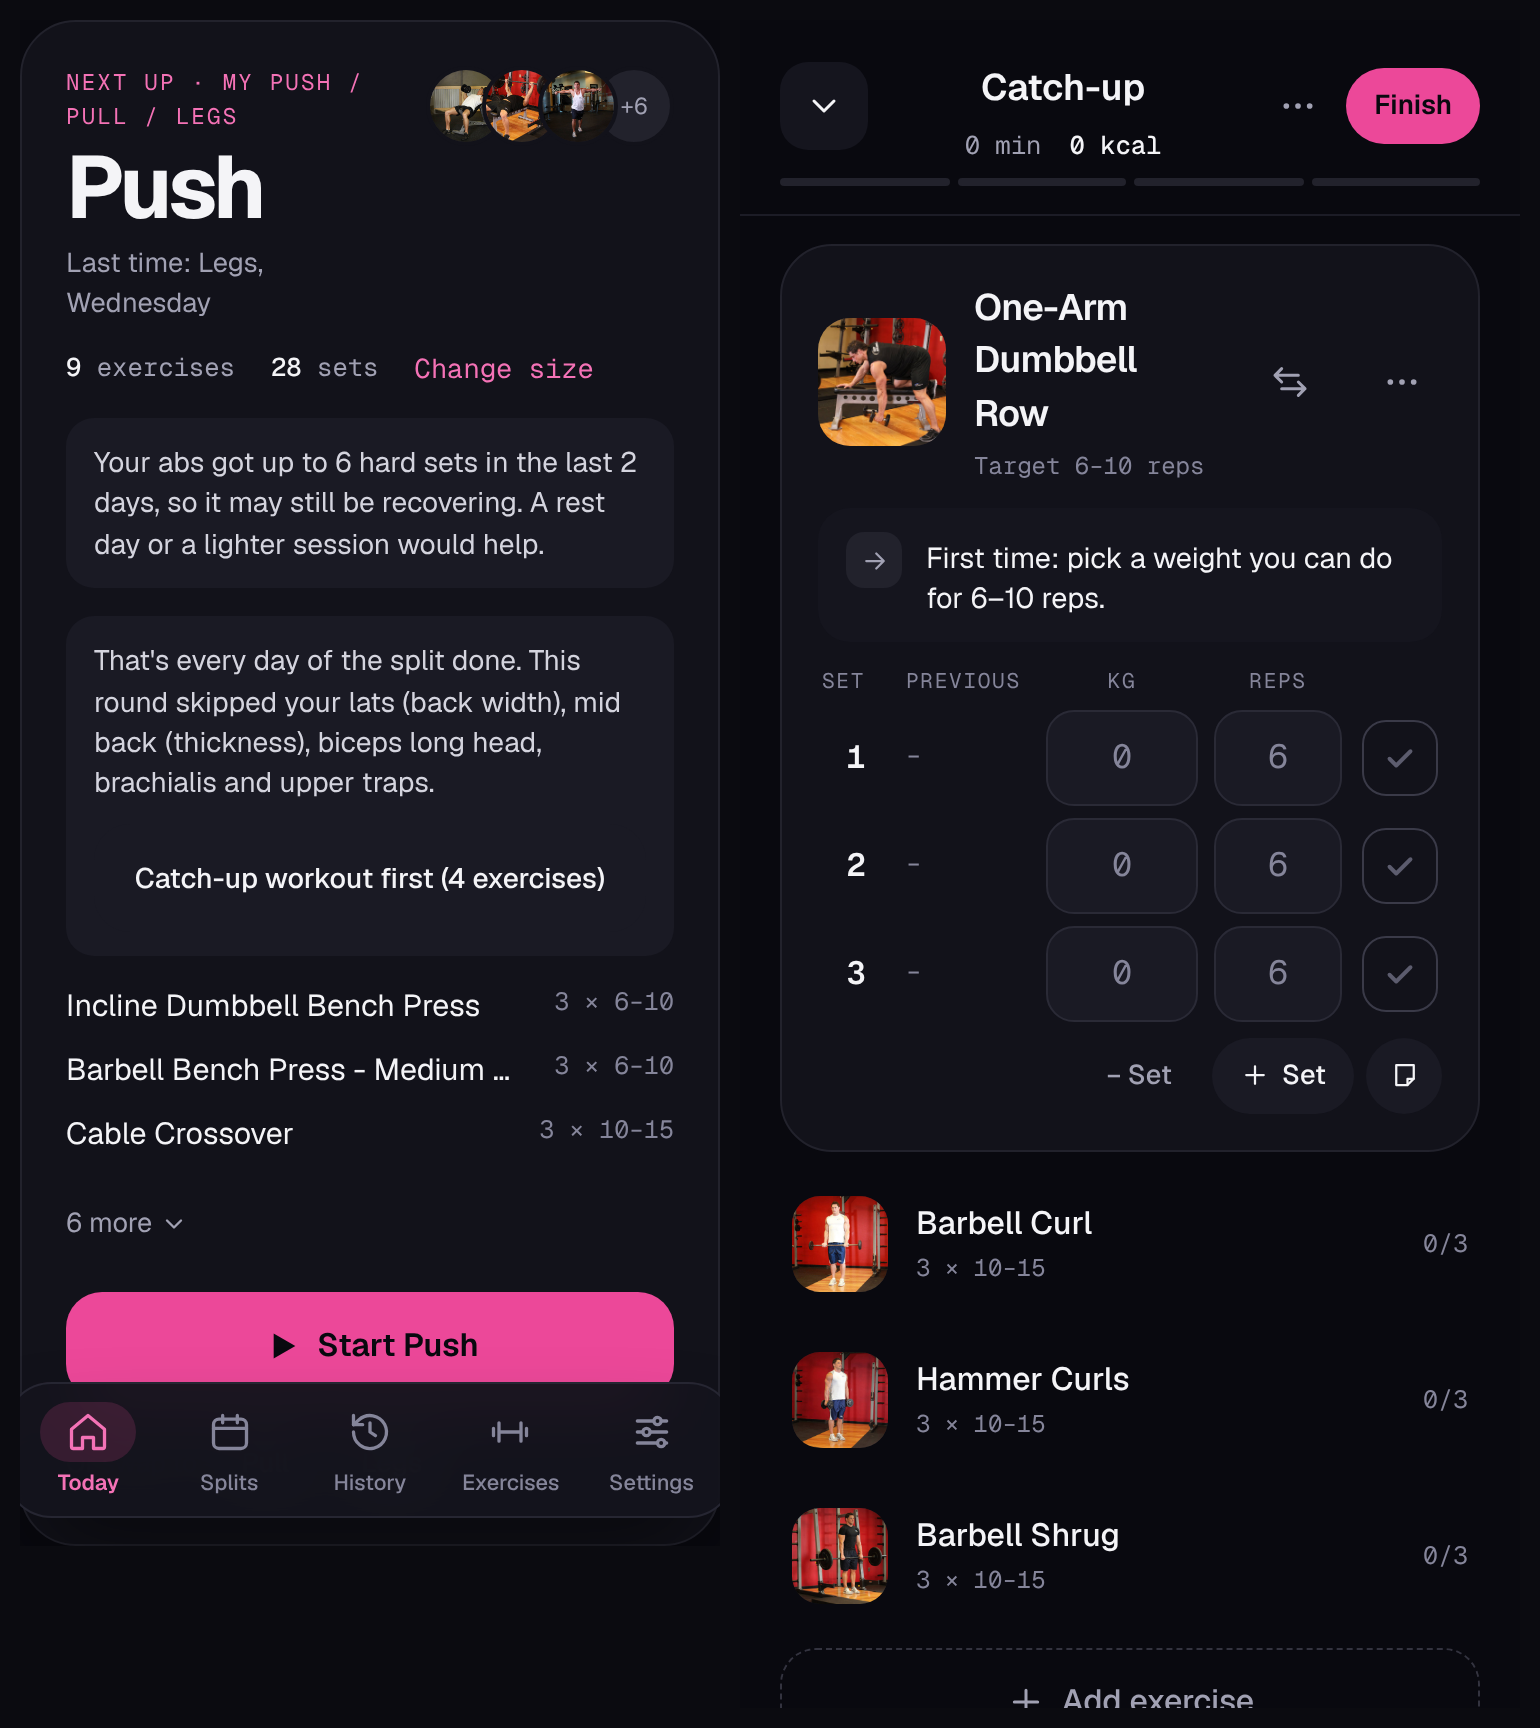 NEXT UP · MY PUSH /
PULL / LEGS
+6
Push
Last time: Legs,
Wednesday
9 exercises 28 sets Change size
Your abs got up to 6 hard sets in the last 2
days, so it may still be recovering. A rest
day or a lighter session would help.
That's every day of the split done. This
round skipped your lats (back width), mid
back (thickness), biceps long head,
brachialis and upper traps.
Catch-up workout first (4 exercises)
Incline Dumbbell Bench Press 3 × 6-10
Barbell Bench Press - Medium … 3 × 6-10
Cable Crossover 3 × 10-15
6 more
Start Push
Today Splits History Exercises Settings
Catch-up
Finish
0 min 0 kcal
One-Arm
Dumbbell
Row
Target 6-10 reps
First time: pick a weight you can do
for 6–10 reps.
SET PREVIOUS KG REPS
1 - 0 6
2 - 0 6
3 - 0 6
– Set + Set
Barbell Curl
3 × 10-15
0/3
Hammer Curls
3 × 10-15
0/3
Barbell Shrug
3 × 10-15
0/3
+ Add exercise